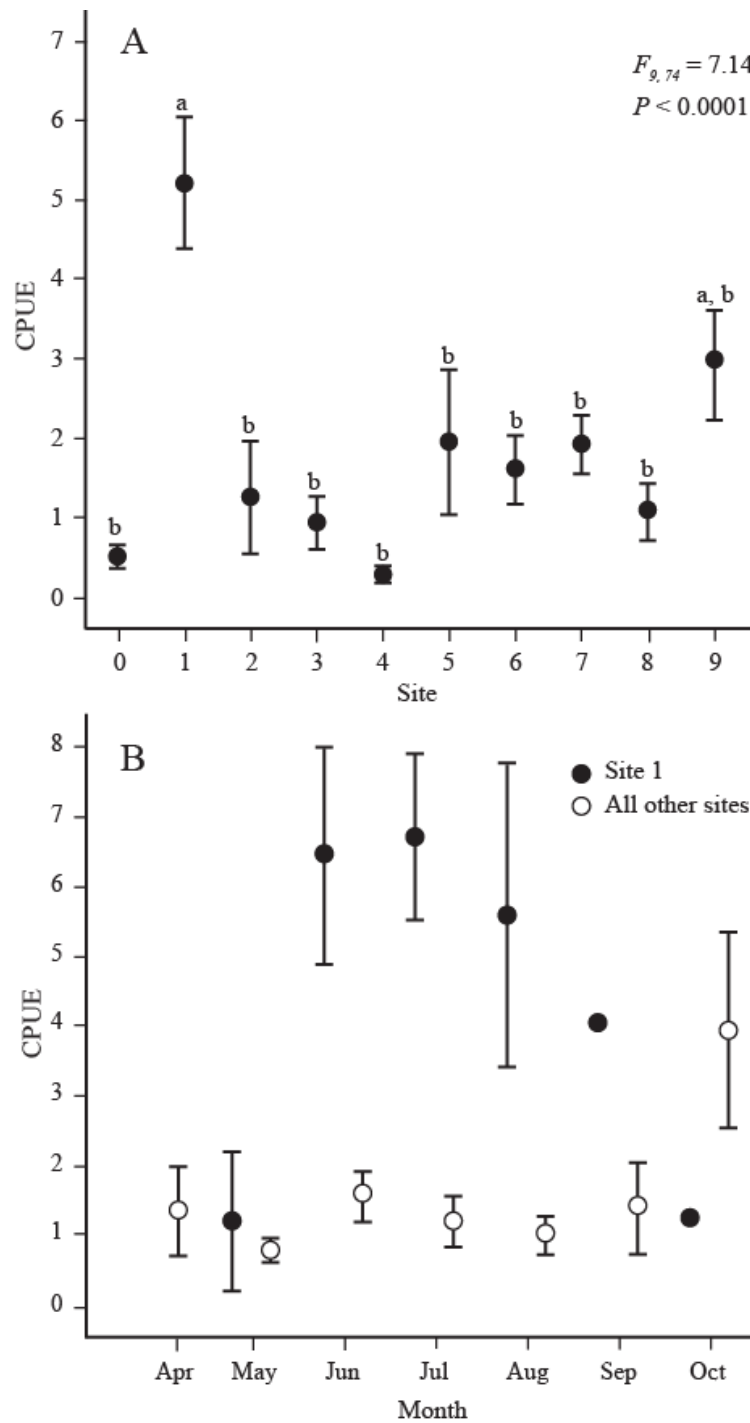 A
F9, 74 = 7.14
P < 0.0001
7
6
5
4
3
2
1
0
CPUE
b
a
b
b
b
b
b
b
b
a, b
0 1 2 3 4 5 6 7 8 9
Site
B
Site 1
All other sites
8
7
6
5
4
3
2
1
0
CPUE
Apr May Jun Jul Aug Sep Oct
Month